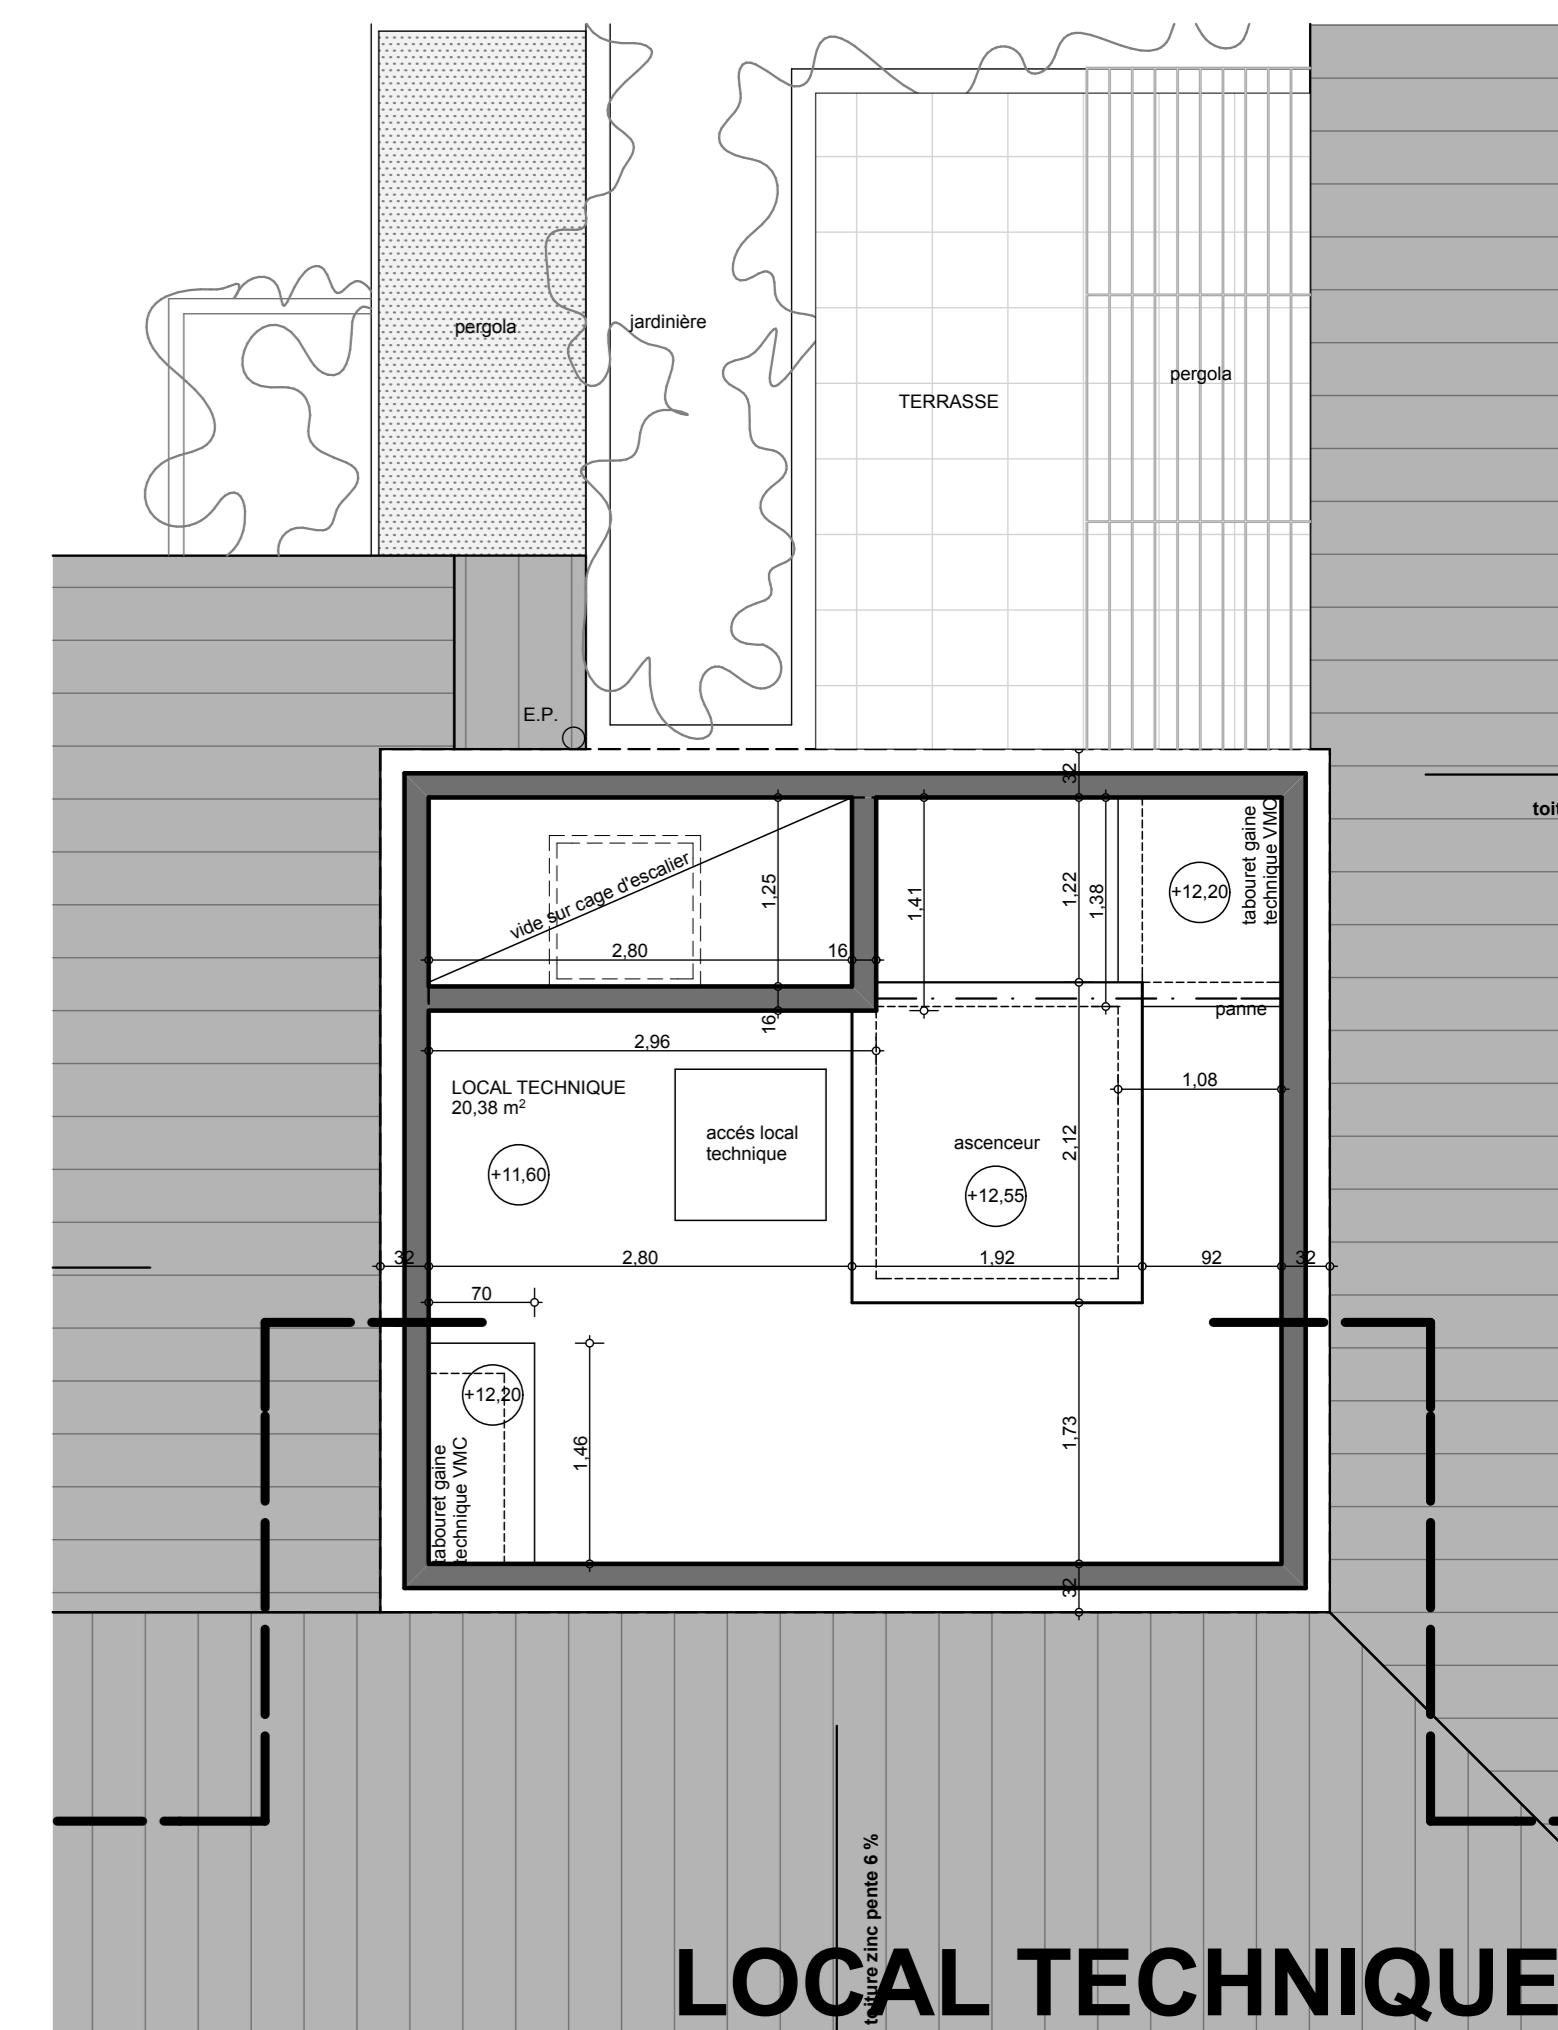 pergola
jardinière
pergola
TERRASSE
E.P.
32
toit
tabouret gaine
technique VMC
vide sur cage d'escalier
1,25
1,41
1,22
1,38
+12,20
2,80
16
panne
16
2,96
1,08
LOCAL TECHNIQUE
20,38 m²
accés local
technique
ascenceur
2,12
+11,60
+12,55
32
2,80
1,92
92
32
70
+12,20
1,46
1,73
tabouret gaine
technique VMC
32
toiture zinc pente 6 %
LOCAL TECHNIQUE